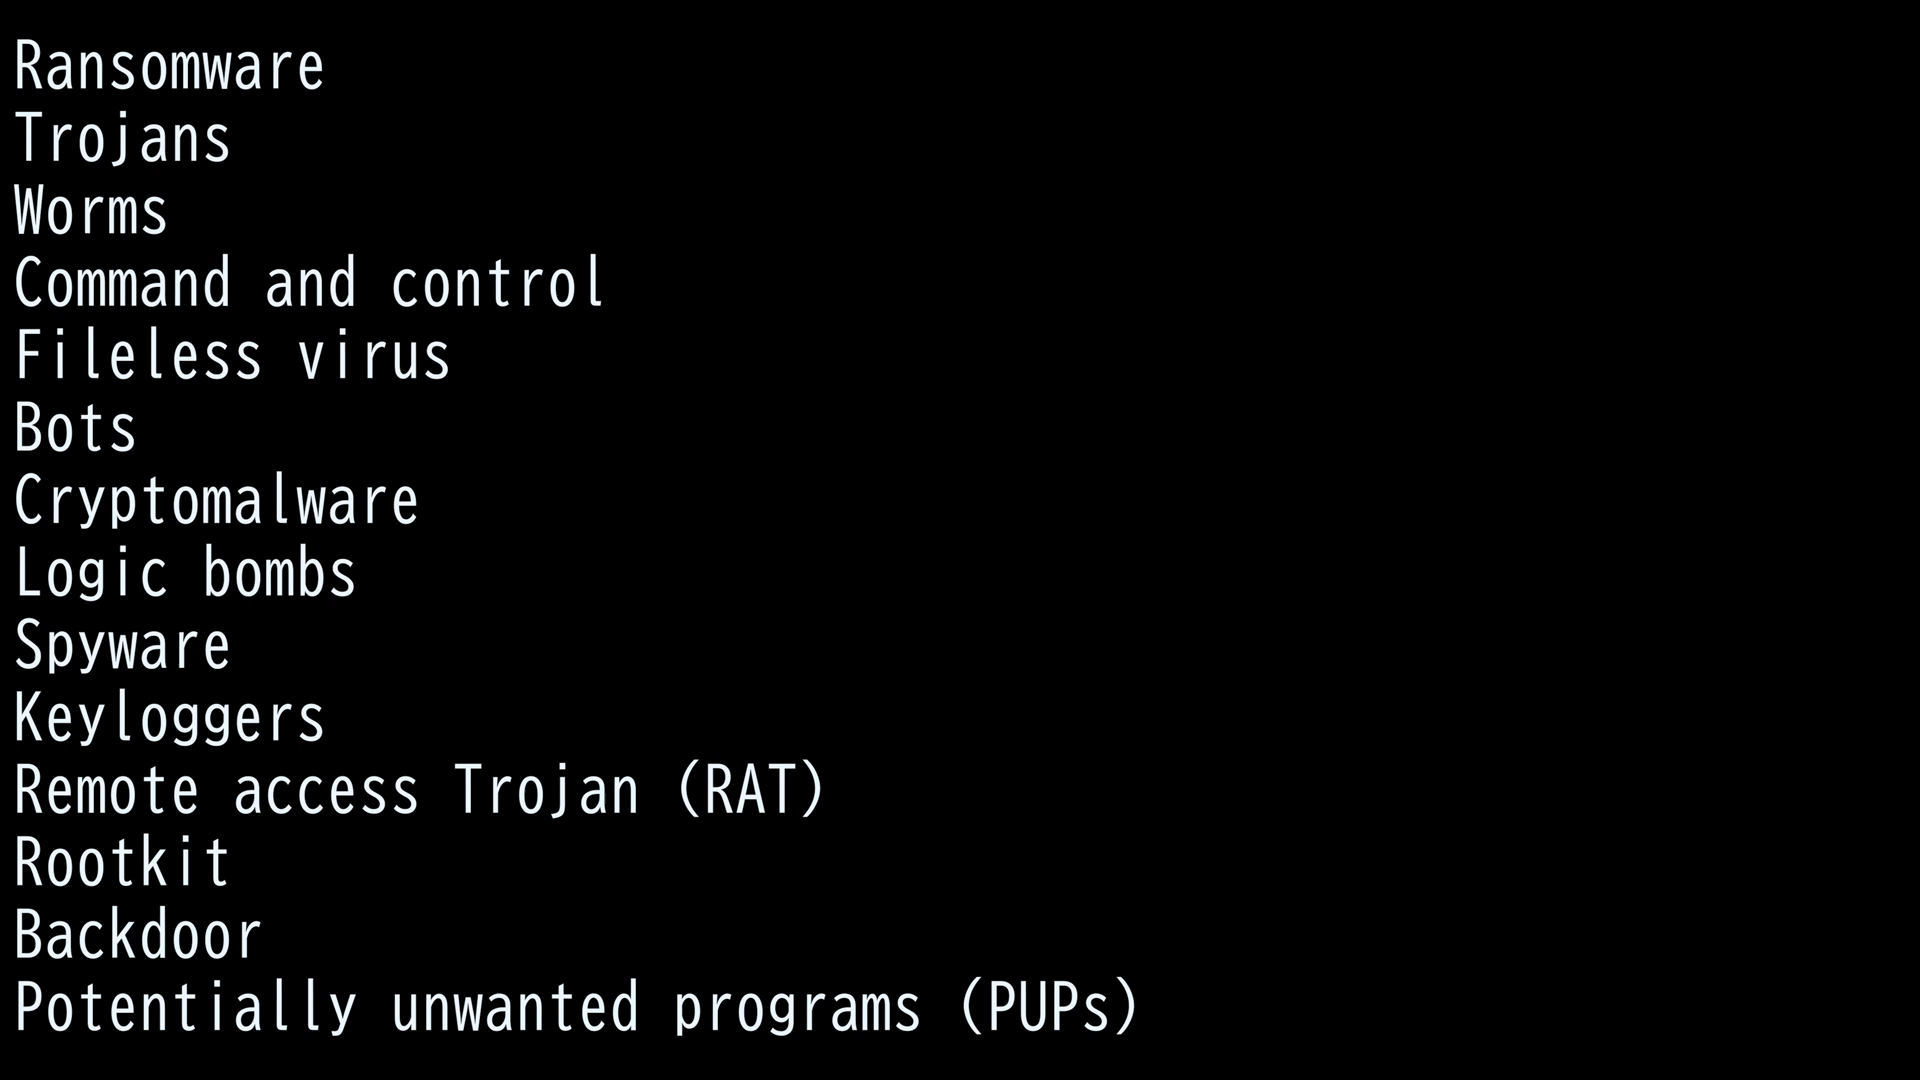 Ransomware
Trojans
Worms
Command and control
Fileless virus
Bots
Cryptomalware
Logic bombs
Spyware
Keyloggers
Remote access Trojan (RAT)
Rootkit
Backdoor
Potentially unwanted programs (PUPs)